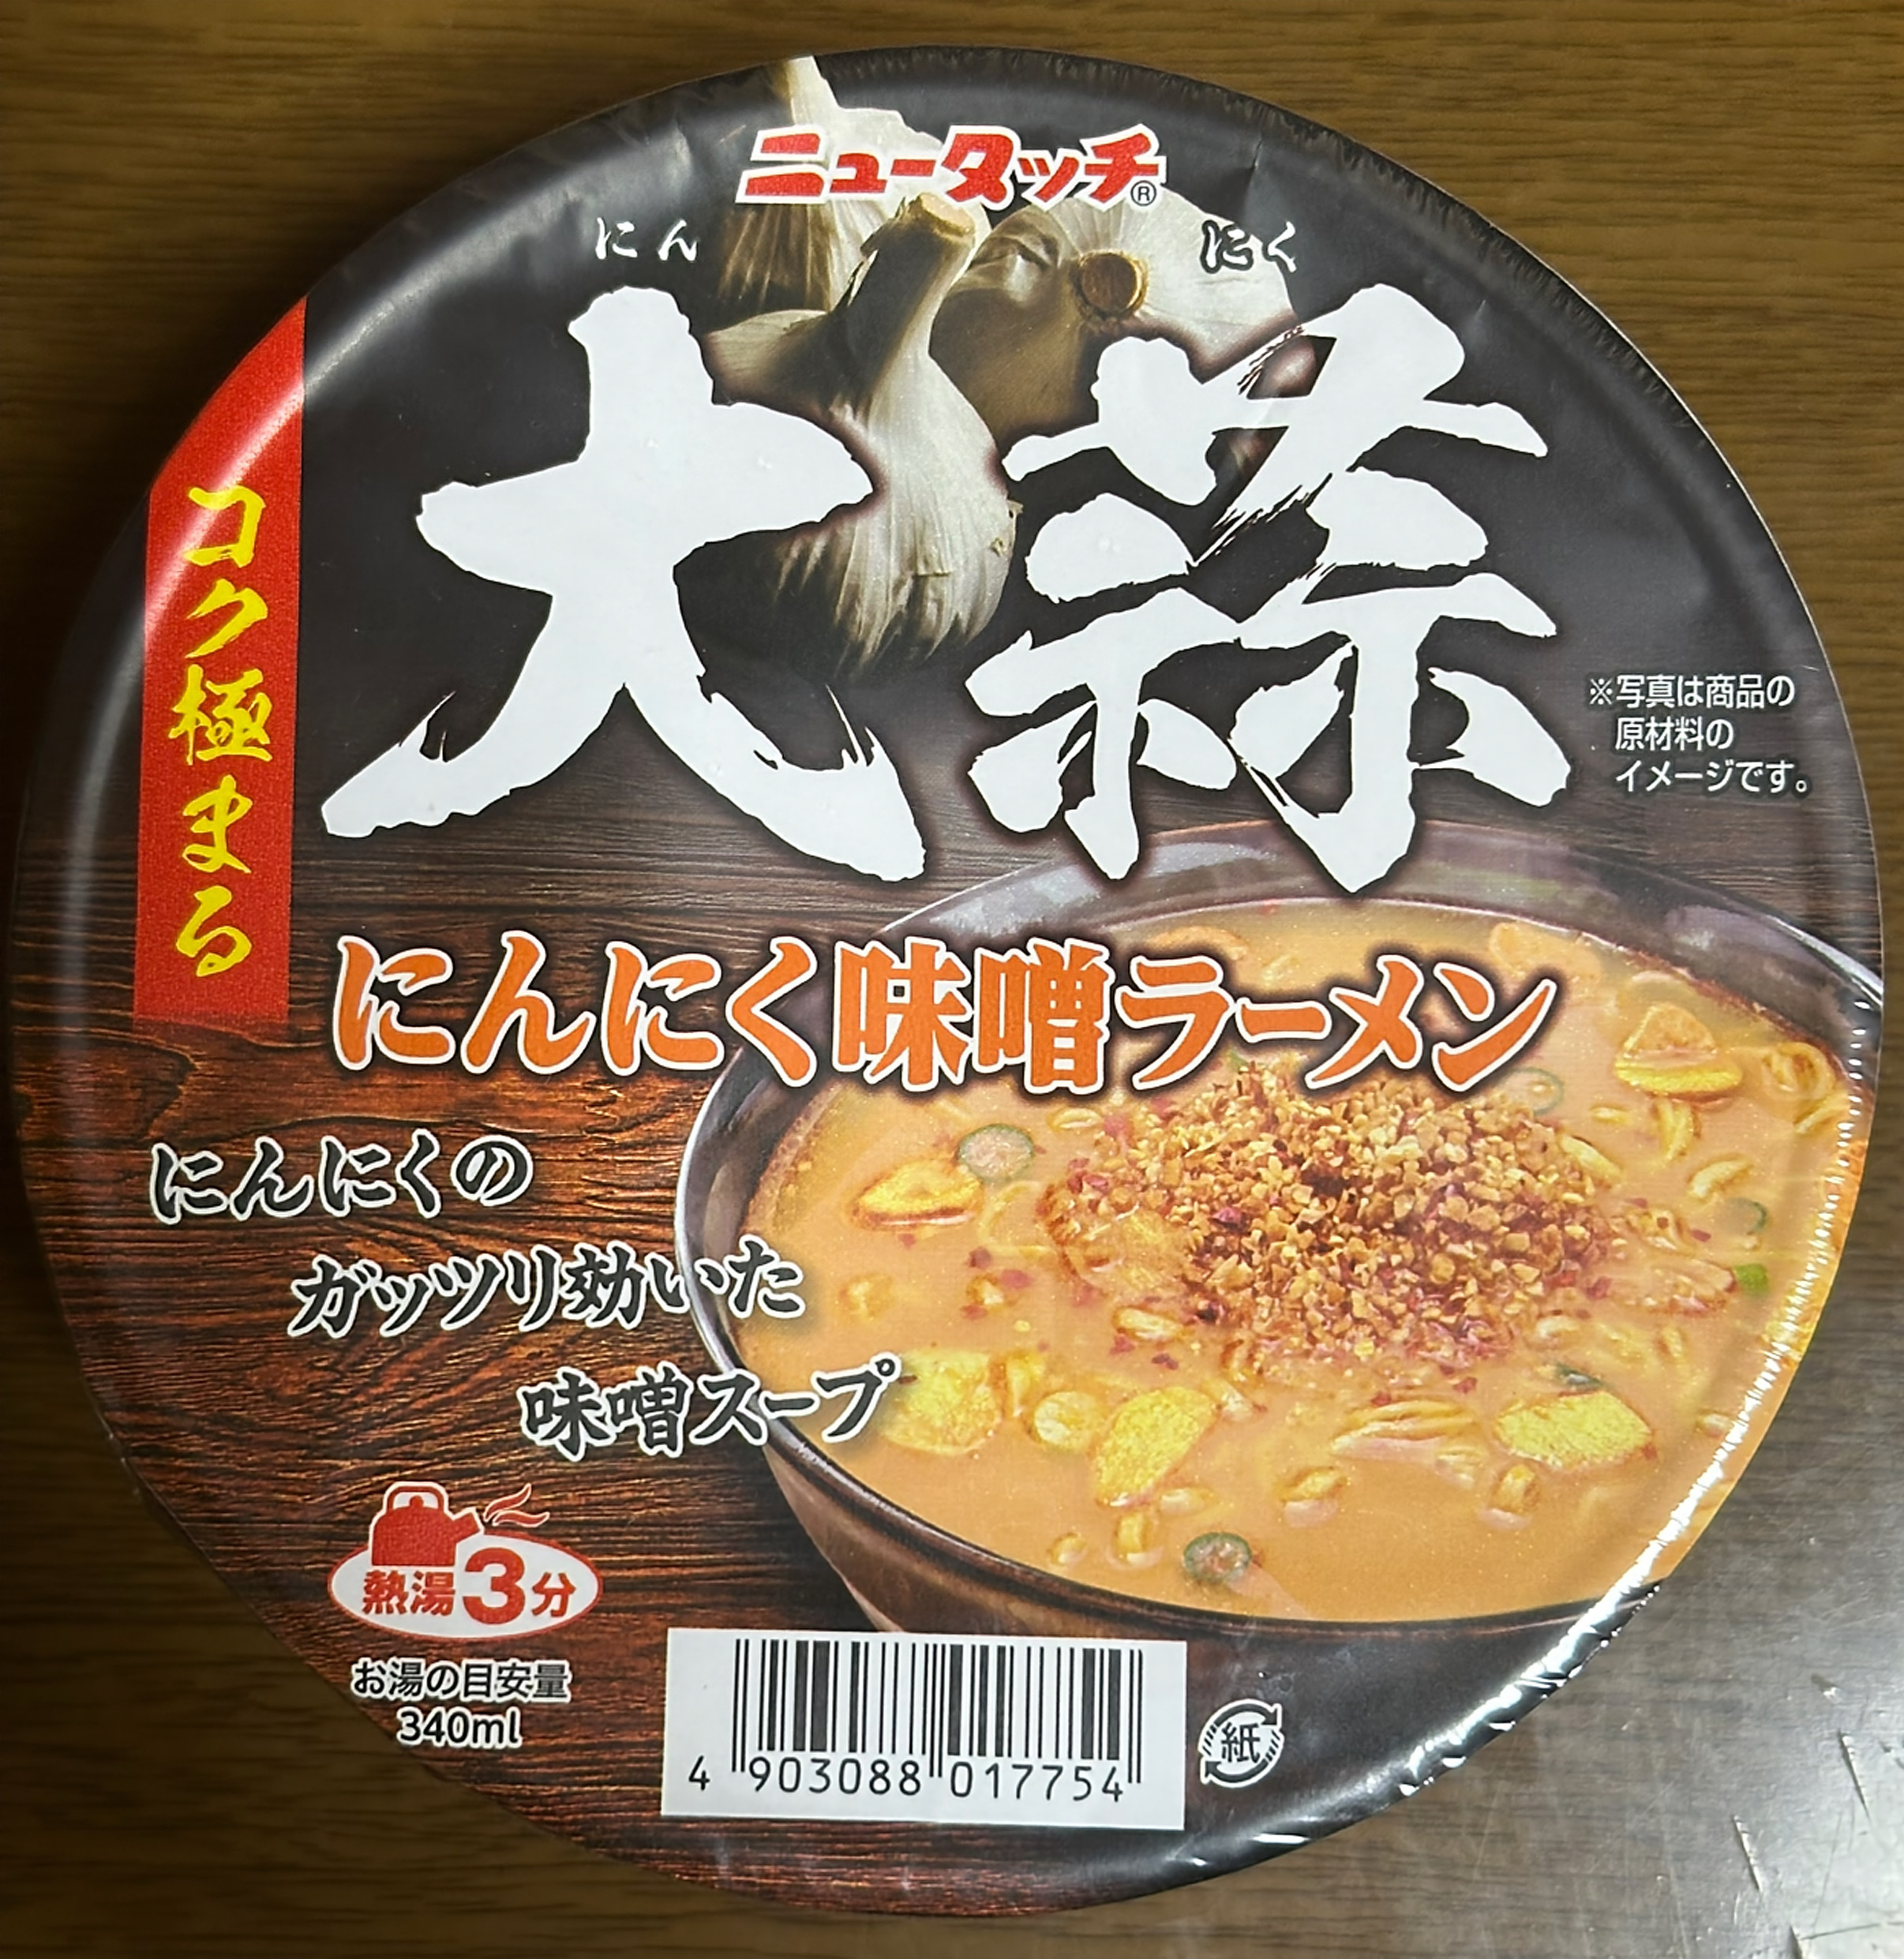 ニュータッチ®
にん にく
大蒜
コク極まる
※写真は商品の
原材料の
イメージです。
にんにく味噌ラーメン
にんにくの
ガッツリ効いた
味噌スープ
熱湯3分
お湯の目安量
340ml
4 903088 017754
紙